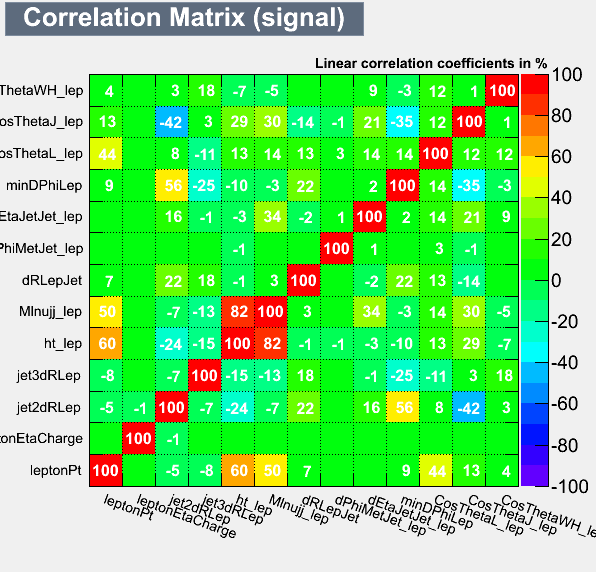 Correlation Matrix (signal)
Linear correlation coefficients in %
ThetaWH_lep 4 3 18 -7 -5 9 -3 12 1 100
osThetaJ_lep 13 -42 3 29 30 -14 -1 21 -35 12 100 1
osThetaL_lep 44 8 -11 13 14 13 3 14 14 100 12 12
minDPhiLep 9 56 -25 -10 -3 22 2 100 14 -35 -3
EtaJetJet_lep 16 -1 -3 34 -2 1 100 2 14 21 9
PhiMetJet_lep -1 100 1 3 -1
dRLepJet 7 22 18 -1 3 100 -2 22 13 -14
MInujj_lep 50 -7 -13 82 100 3 34 -3 14 30 -5
ht_lep 60 -24 -15 100 82 -1 -1 -3 -10 13 29 -7
jet3dRLep -8 -7 100 -15 -13 18 -1 -25 -11 3 18
jet2dRLep -5 -1 100 -7 -24 -7 22 16 56 8 -42 3
tonEtaCharge 100 -1
leptonPt 100 -5 -8 60 50 7 9 44 13 4
leptonPt
leptonEtaCharge
jet2dRLep
jet3dRLep
ht_lep
MInujj_lep
dRLepJet
dPhiMetJet_lep
dEtaJetJet_lep
minDPhiLep
CosThetaL_lep
CosThetaJ_lep
CosThetaWH_le
100
80
60
40
20
0
-20
-40
-60
-80
-100